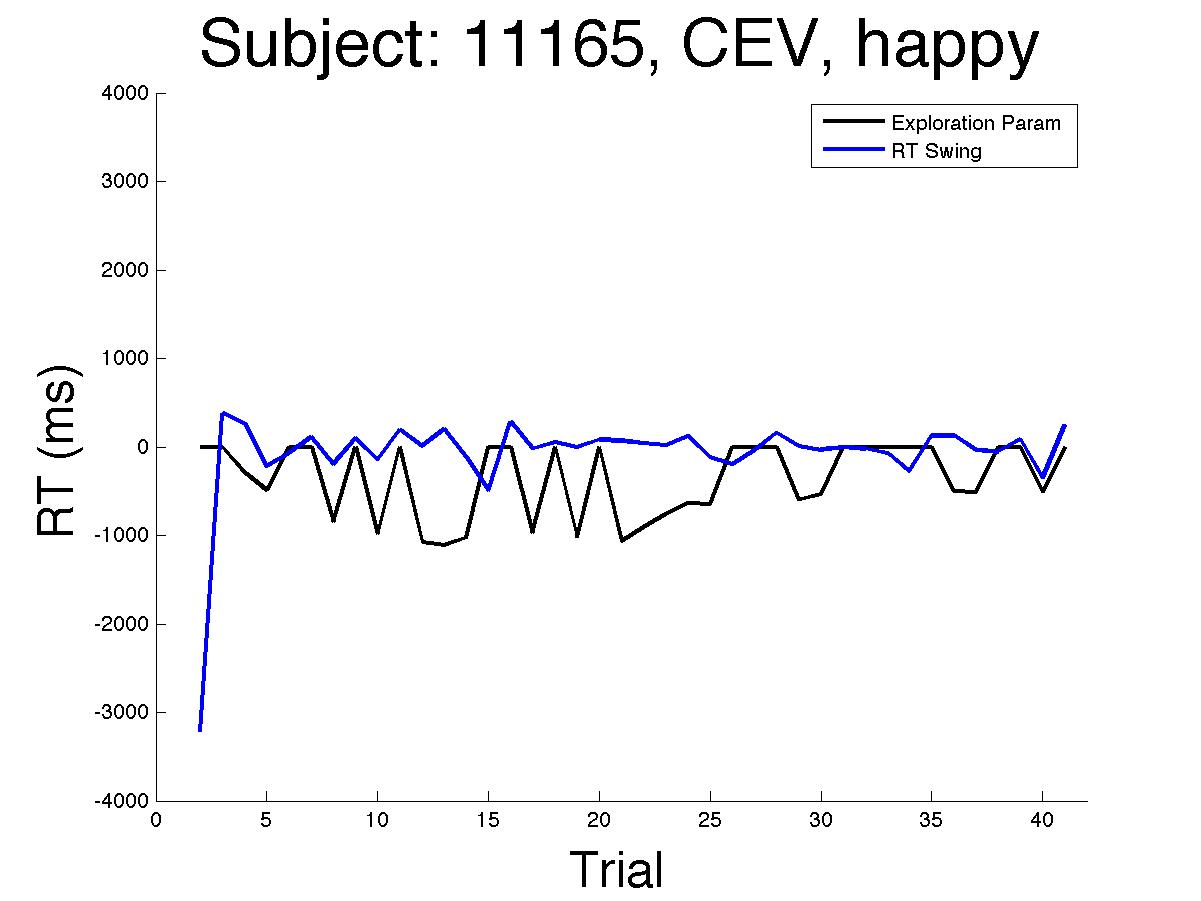 Subject: 11165, CEV, happy
Exploration Param
RT Swing
4000
3000
2000
1000
0
-1000
-2000
-3000
-4000
RT (ms)
0 5 10 15 20 25 30 35 40
Trial